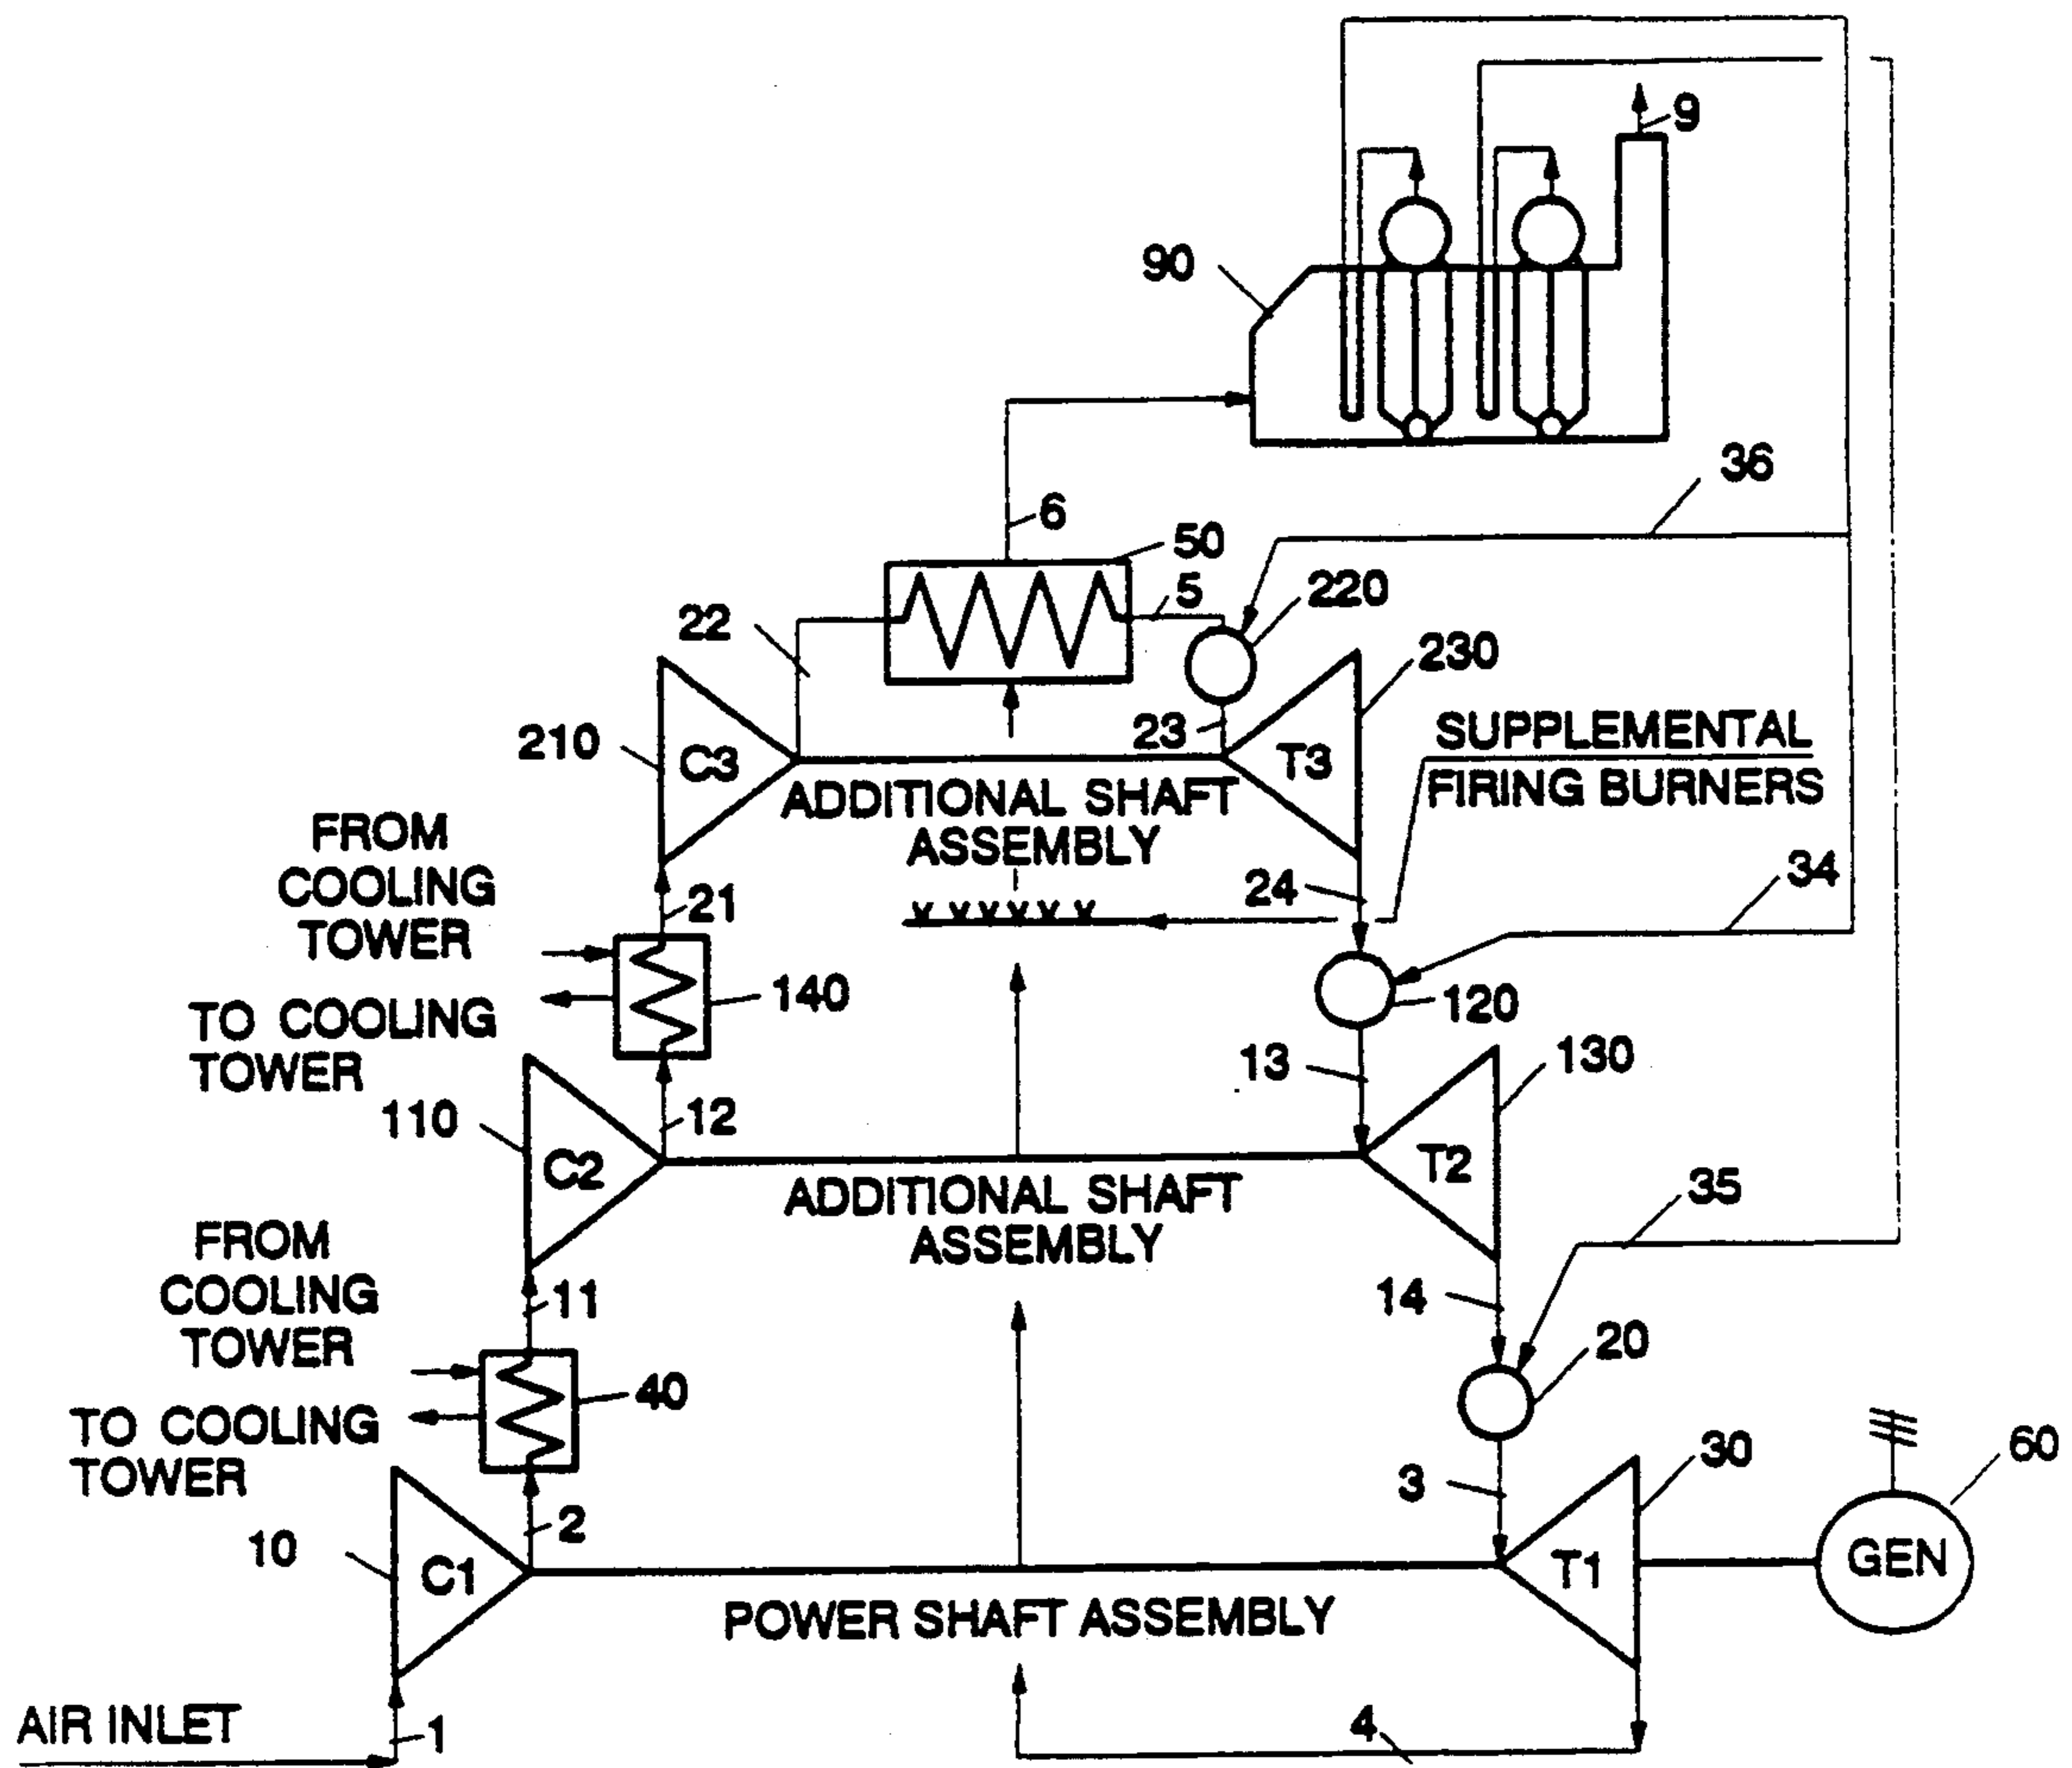 9
90
36
6
50
5
220
22
230
210
C3
23
T3
SUPPLEMENTAL
FIRING BURNERS
ADDITIONAL SHAFT
ASSEMBLY
FROM
COOLING
TOWER
21
24
34
TO COOLING
TOWER
140
120
13
130
110
12
C2
T2
ADDITIONAL SHAFT
ASSEMBLY
35
FROM
COOLING
TOWER
11
14
20
TO COOLING
TOWER
40
3
30
60
10
2
C1
T1
GEN
POWER SHAFT ASSEMBLY
AIR INLET
1
4